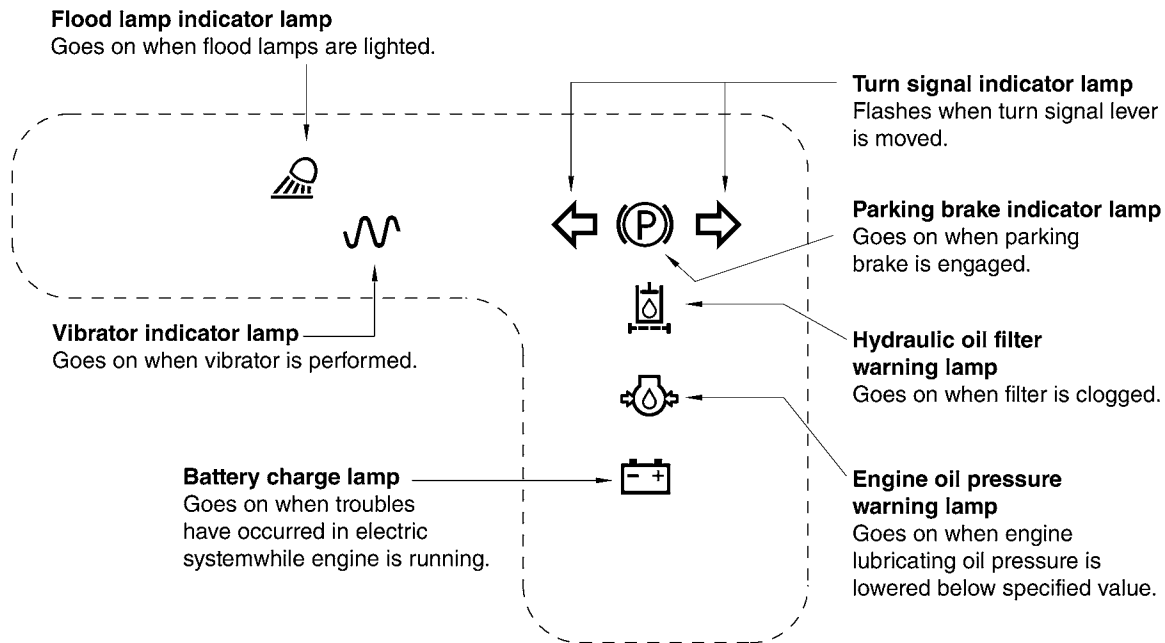 Flood lamp indicator lamp
Goes on when flood lamps are lighted.
Turn signal indicator lamp
Flashes when turn signal lever
is moved.
P
Parking brake indicator lamp
Goes on when parking
brake is engaged.
Vibrator indicator lamp
Goes on when vibrator is performed.
Hydraulic oil filter
warning lamp
Goes on when filter is clogged.
Battery charge lamp
Goes on when troubles
have occurred in electric
systemwhile engine is running.
- +
Engine oil pressure
warning lamp
Goes on when engine
lubricating oil pressure is
lowered below specified value.